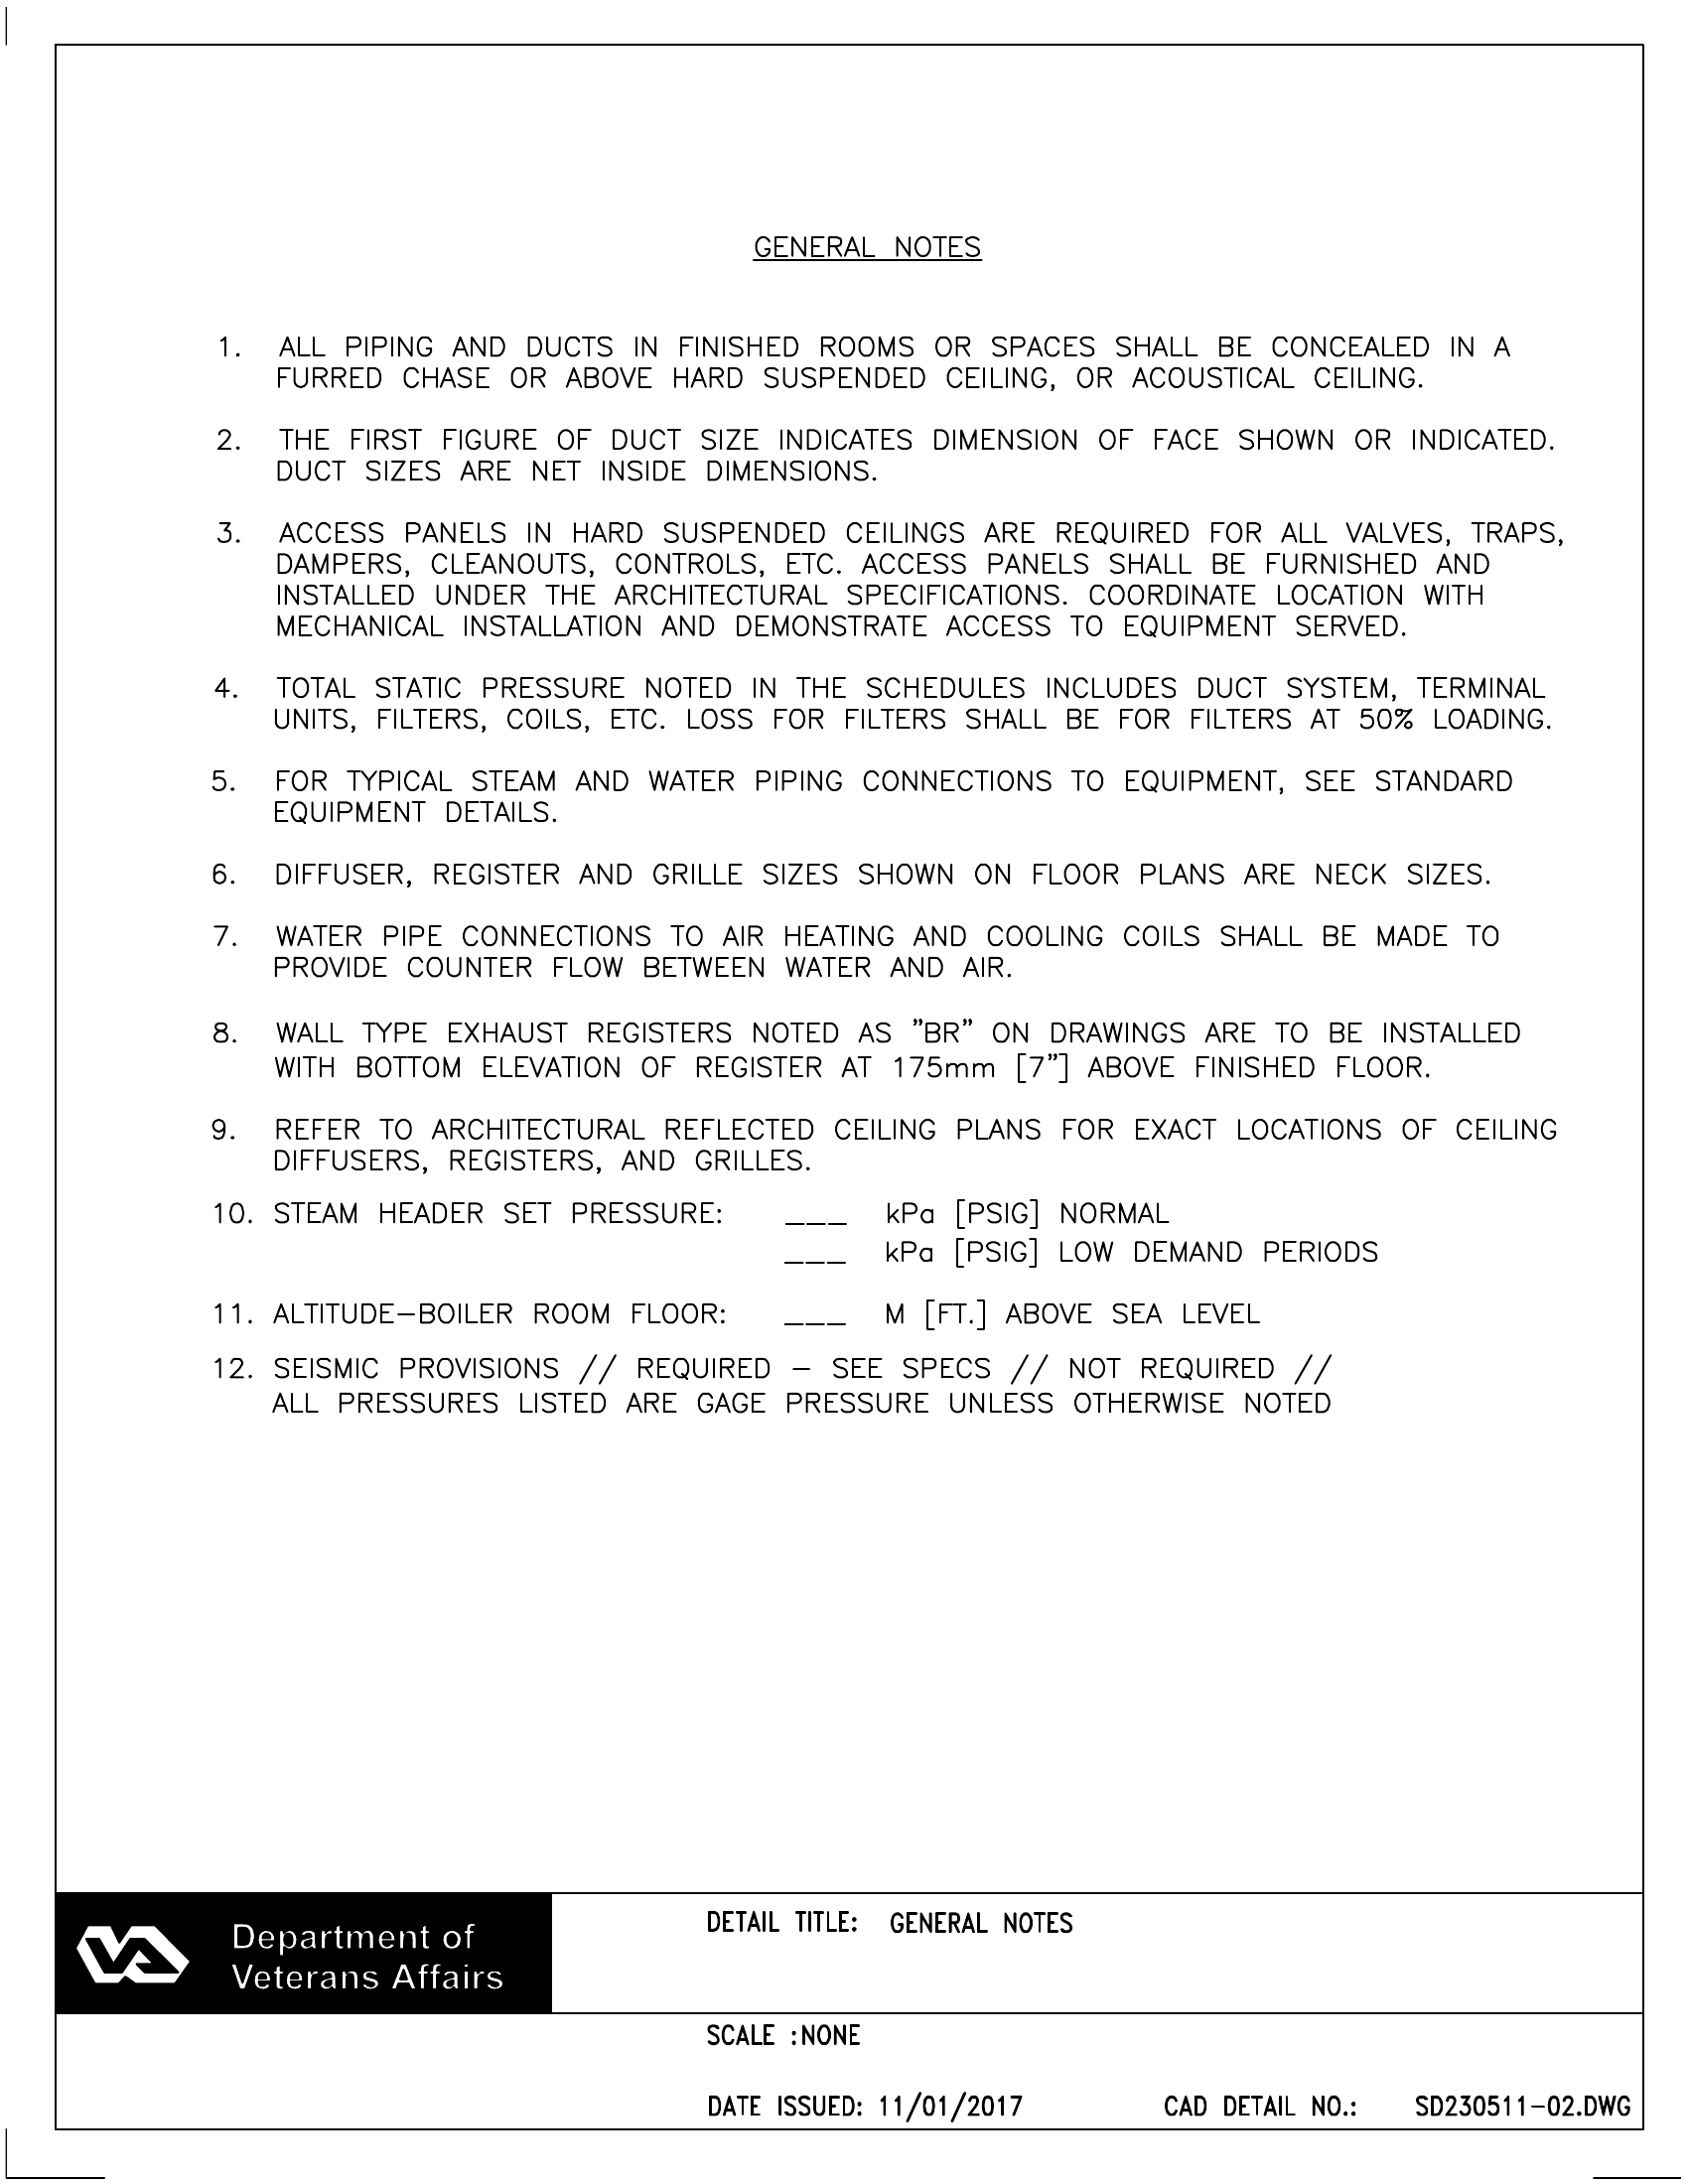 GENERAL NOTES
1. ALL PIPING AND DUCTS IN FINISHED ROOMS OR SPACES SHALL BE CONCEALED IN A
FURRED CHASE OR ABOVE HARD SUSPENDED CEILING, OR ACOUSTICAL CEILING.
2. THE FIRST FIGURE OF DUCT SIZE INDICATES DIMENSION OF FACE SHOWN OR INDICATED.
DUCT SIZES ARE NET INSIDE DIMENSIONS.
3. ACCESS PANELS IN HARD SUSPENDED CEILINGS ARE REQUIRED FOR ALL VALVES, TRAPS,
DAMPERS, CLEANOUTS, CONTROLS, ETC. ACCESS PANELS SHALL BE FURNISHED AND
INSTALLED UNDER THE ARCHITECTURAL SPECIFICATIONS. COORDINATE LOCATION WITH
MECHANICAL INSTALLATION AND DEMONSTRATE ACCESS TO EQUIPMENT SERVED.
4. TOTAL STATIC PRESSURE NOTED IN THE SCHEDULES INCLUDES DUCT SYSTEM, TERMINAL
UNITS, FILTERS, COILS, ETC. LOSS FOR FILTERS SHALL BE FOR FILTERS AT 50% LOADING.
5. FOR TYPICAL STEAM AND WATER PIPING CONNECTIONS TO EQUIPMENT, SEE STANDARD
EQUIPMENT DETAILS.
6. DIFFUSER, REGISTER AND GRILLE SIZES SHOWN ON FLOOR PLANS ARE NECK SIZES.
7. WATER PIPE CONNECTIONS TO AIR HEATING AND COOLING COILS SHALL BE MADE TO
PROVIDE COUNTER FLOW BETWEEN WATER AND AIR.
8. WALL TYPE EXHAUST REGISTERS NOTED AS "BR" ON DRAWINGS ARE TO BE INSTALLED
WITH BOTTOM ELEVATION OF REGISTER AT 175mm [7"] ABOVE FINISHED FLOOR.
9. REFER TO ARCHITECTURAL REFLECTED CEILING PLANS FOR EXACT LOCATIONS OF CEILING
DIFFUSERS, REGISTERS, AND GRILLES.
10. STEAM HEADER SET PRESSURE: ___ kPa [PSIG] NORMAL
___ kPa [PSIG] LOW DEMAND PERIODS
11. ALTITUDE-BOILER ROOM FLOOR: ___ M [FT.] ABOVE SEA LEVEL
12. SEISMIC PROVISIONS // REQUIRED - SEE SPECS // NOT REQUIRED //
ALL PRESSURES LISTED ARE GAGE PRESSURE UNLESS OTHERWISE NOTED
VA Department of
Veterans Affairs
DETAIL TITLE: GENERAL NOTES
SCALE :NONE
DATE ISSUED: 11/01/2017 CAD DETAIL NO.: SD230511-02.DWG